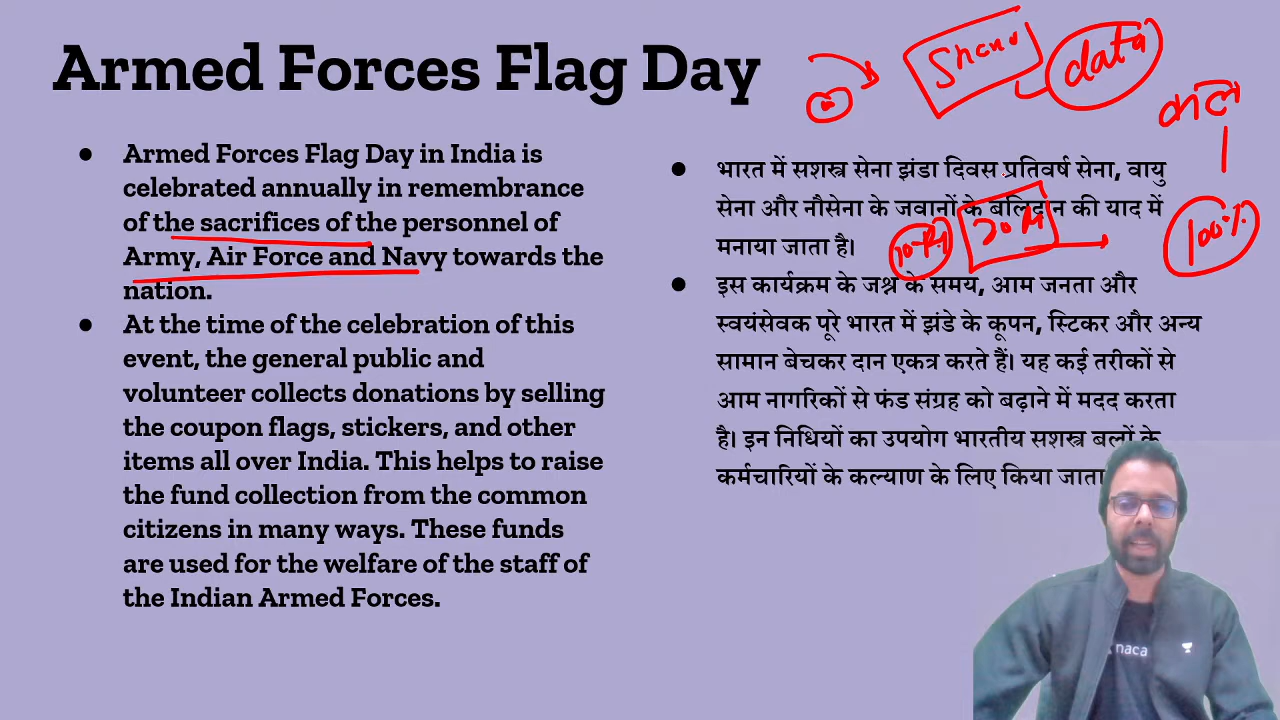 Armed Forces Flag Day
data
कल
100%
● Armed Forces Flag Day in India is
celebrated annually in remembrance
of the sacrifices of the personnel of
Army, Air Force and Navy towards the
nation.
● At the time of the celebration of this
event, the general public and
volunteer collects donations by selling
the coupon flags, stickers, and other
items all over India. This helps to raise
the fund collection from the common
citizens in many ways. These funds
are used for the welfare of the staff of
the Indian Armed Forces.
● भारत में सशस्त्र सेना झंडा दिवस प्रतिवर्ष सेना, वायु
सेना और नौसेना के जवानों के बलिदान की याद में
मनाया जाता है।
● इस कार्यक्रम के जश्न के समय, आम जनता और
स्वयंसेवक पूरे भारत में झंडे के कूपन, स्टिकर और अन्य
सामान बेचकर दान एकत्र करते हैं। यह कई तरीकों से
आम नागरिकों से फंड संग्रह को बढ़ाने में मदद करता
है। इन निधियों का उपयोग भारतीय सशस्त्र बलों के
कर्मचारियों के कल्याण के लिए किया जाता